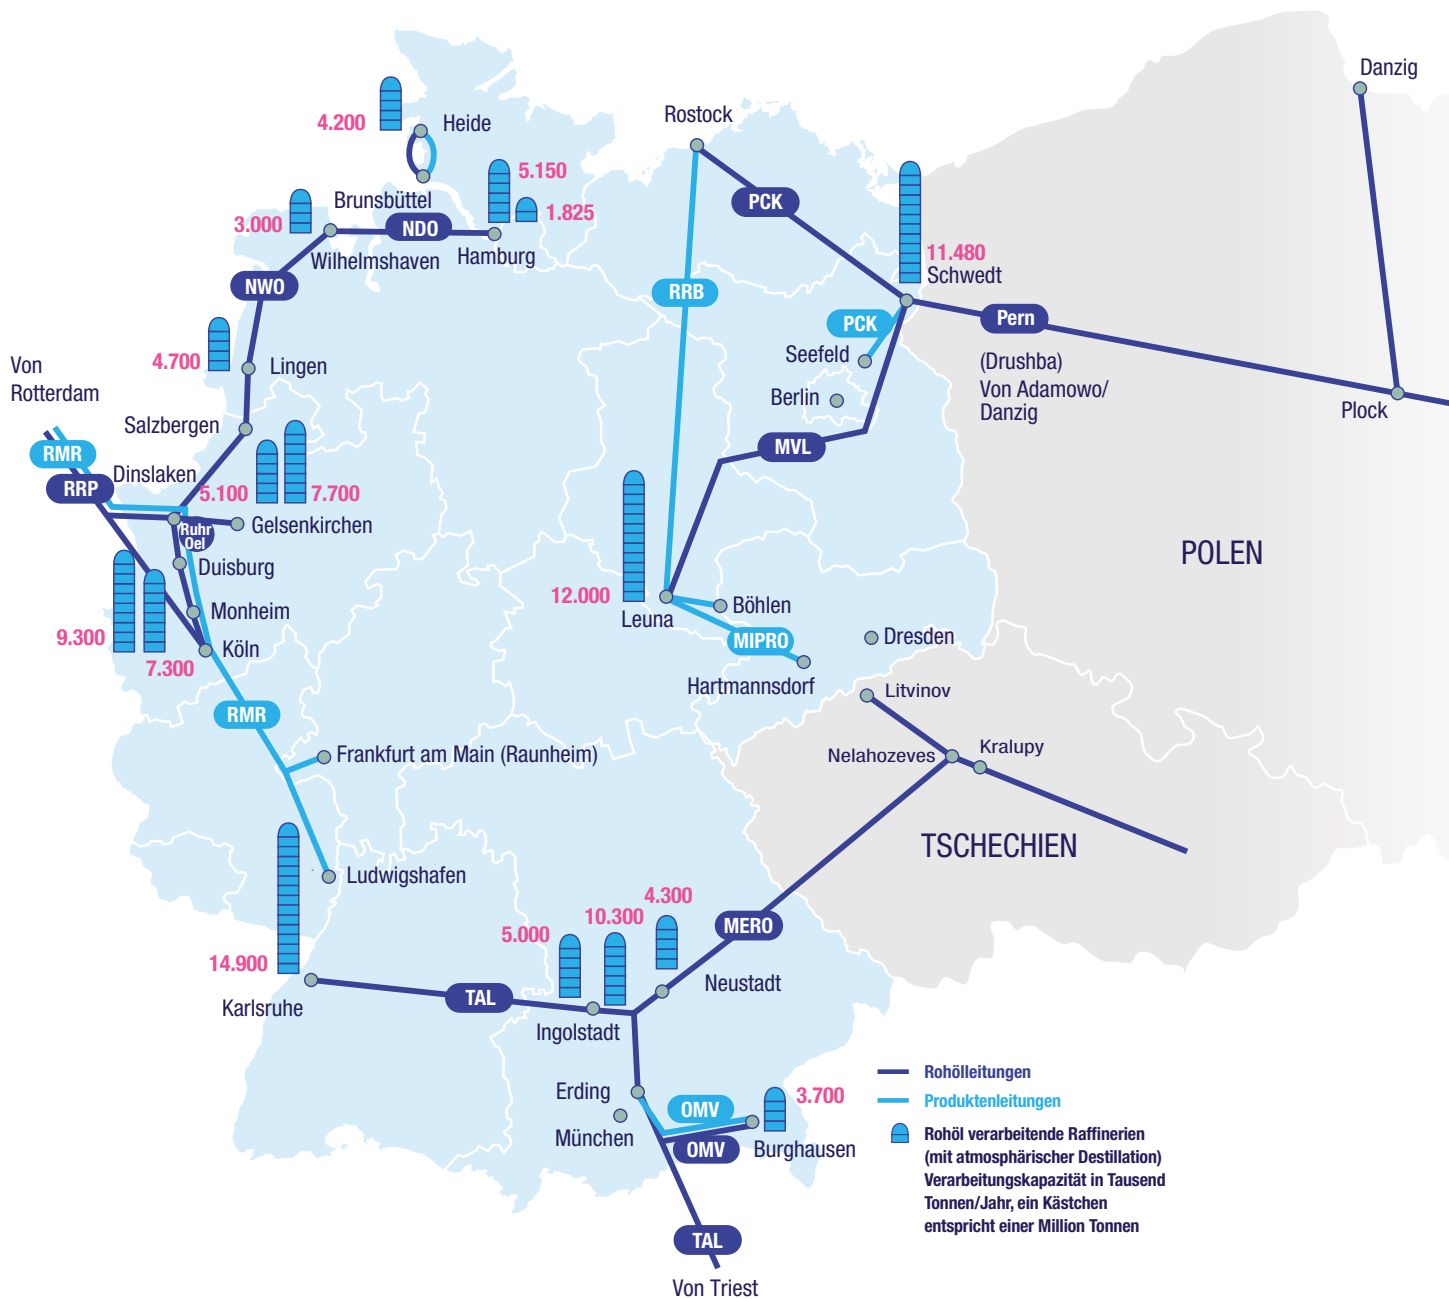 Danzig
4.200
Heide
Rostock
5.150
Brunsbüttel
1.825
PCK
3.000
NDO
Wilhelmshaven
Hamburg
11.480
Schwedt
NWO
RRB
PCK
Pern
Seefeld
(Drushba)
Von Adamowo/
Danzig
4.700
Lingen
Von
Rotterdam
Berlin
Plock
Salzbergen
MVL
RMR
Dinslaken
RRP
5.100
7.700
Gelsenkirchen
Ruhr
Oel
POLEN
Duisburg
12.000
Böhlen
Monheim
Leuna
9.300
MIPRO
Dresden
Köln
7.300
Hartmannsdorf
Litvinov
RMR
Kralupy
Nelahozeves
Frankfurt am Main (Raunheim)
TSCHECHIEN
Ludwigshafen
4.300
10.300
5.000
MERO
14.900
Neustadt
Karlsruhe
TAL
Ingolstadt
Erding
OMV
3.700
München
OMV
Burghausen
Rohölleitungen
Produktenleitungen
Rohöl verarbeitende Raffinerien
(mit atmosphärischer Destillation)
Verarbeitungskapazität in Tausend
Tonnen/Jahr, ein Kästchen
entspricht einer Million Tonnen
TAL
Von Triest